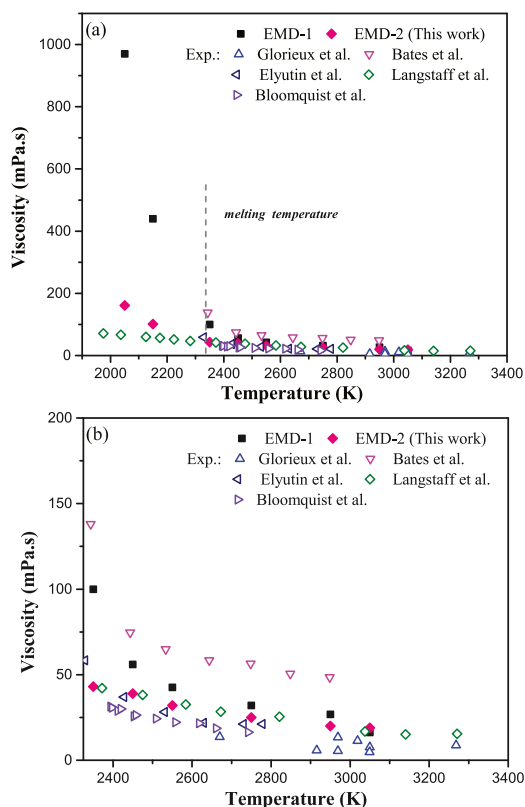 (a)
EMD-1 EMD-2 (This work)
Exp.: Glorieux et al. Bates et al.
Elyutin et al. Langstaff et al.
Bloomquist et al.
1000
800
600
400
200
0
Viscosity (mPa.s)
melting temperature
2000 2200 2400 2600 2800 3000 3200 3400
Temperature (K)
(b)
EMD-1 EMD-2 (This work)
Exp.: Glorieux et al. Bates et al.
Elyutin et al. Langstaff et al.
Bloomquist et al.
200
150
100
50
0
Viscosity (mPa.s)
2400 2600 2800 3000 3200 3400
Temperature (K)